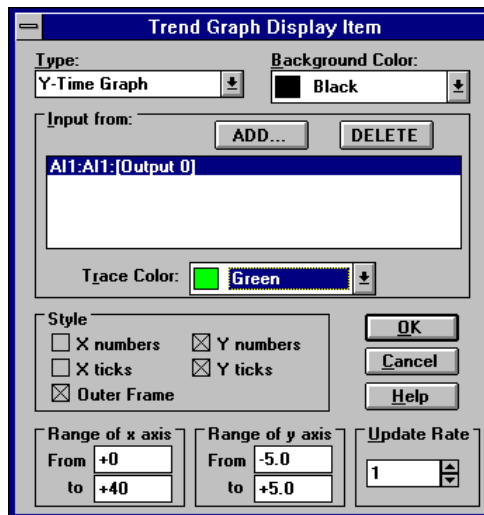 Trend Graph Display Item
Type:
Background Color:
Y-Time Graph
Black
Input from:
ADD...
DELETE
AI1:AI1:[Output 0]
Trace Color:
Green
Style
X numbers
Y numbers
X ticks
Y ticks
Outer Frame
OK
Cancel
Help
Range of x axis
From +0
to +40
Range of y axis
From -5.0
to +5.0
Update Rate
1